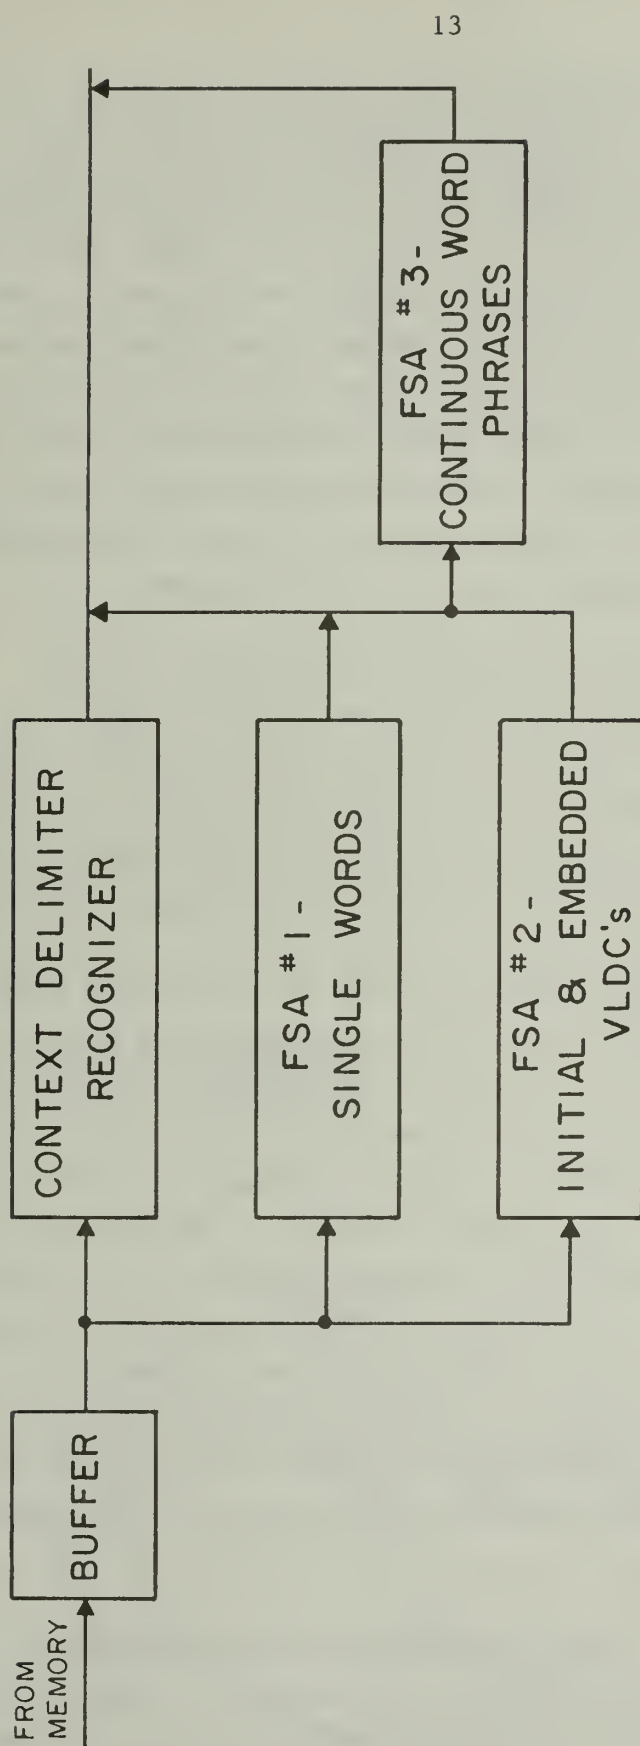 13
FROM
MEMORY
BUFFER
CONTEXT DELIMITER
RECOGNIZER
FSA #1-
SINGLE WORDS
FSA #2-
INITIAL & EMBEDDED
VLDC's
FSA #3-
CONTINUOUS WORD
PHRASES